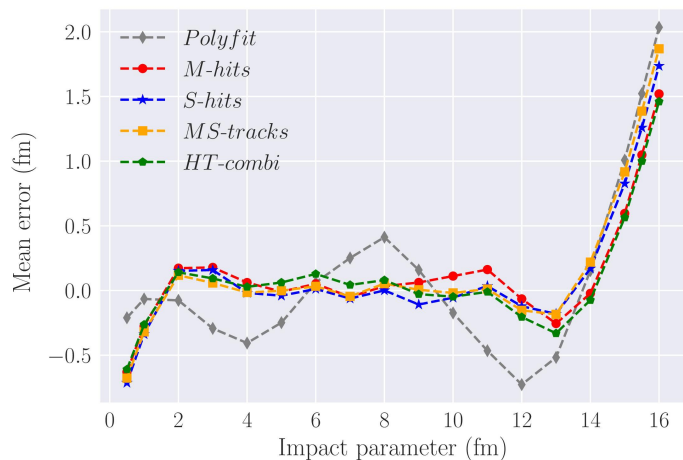 2.0
1.5
1.0
0.5
0.0
−0.5
Mean error (fm)
Polyfit
M-hits
S-hits
MS-tracks
HT-combi
0 2 4 6 8 10 12 14 16
Impact parameter (fm)